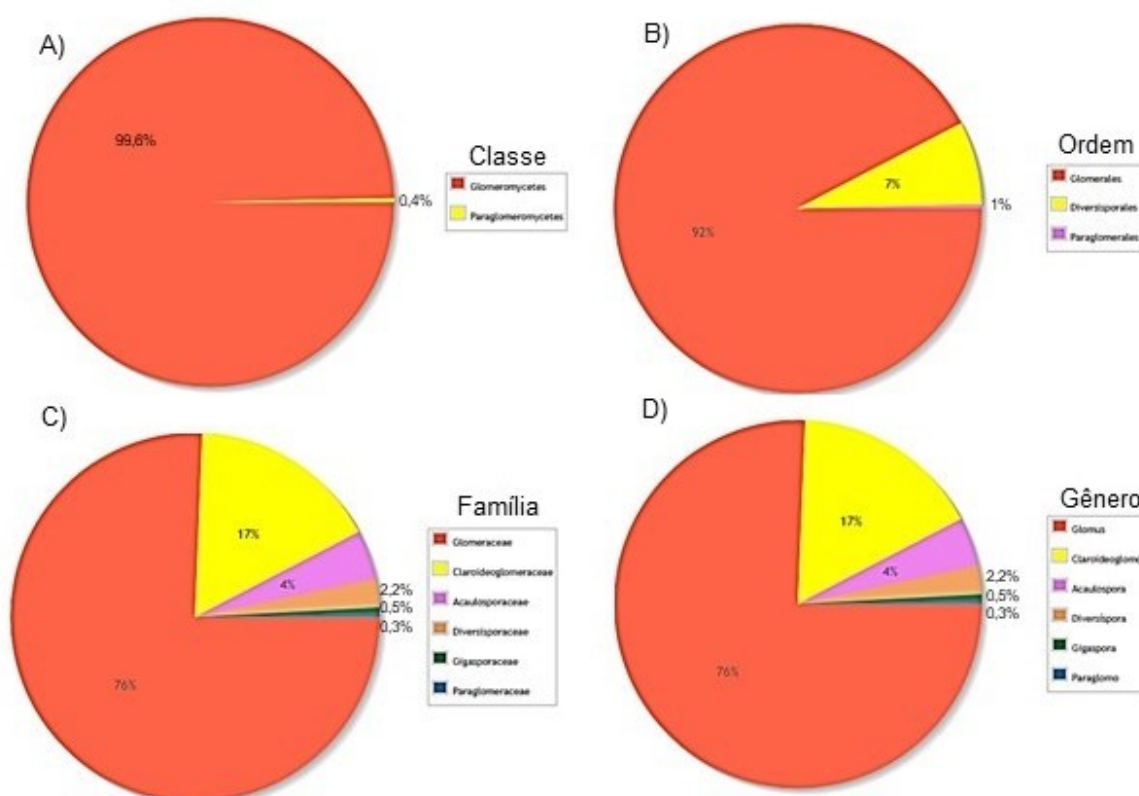 A)
99,6%
0,4%
Classe
Glomeromycetes
Paraglomeromycetes
B)
7%
1%
92%
Ordem
Glomerales
Diversisporales
Paraglomerales
C)
17%
4%
2,2%
0,5%
0,3%
76%
Família
Glomeraceae
Claroideoglomeraceae
Acaulosporaceae
Diversisporaceae
Gigasporaceae
Paraglomeraceae
D)
17%
4%
2,2%
0,5%
0,3%
76%
Gênero
Glomus
Claroideoglomo
Acaulospora
Diversispora
Gigaspora
Paraglomo